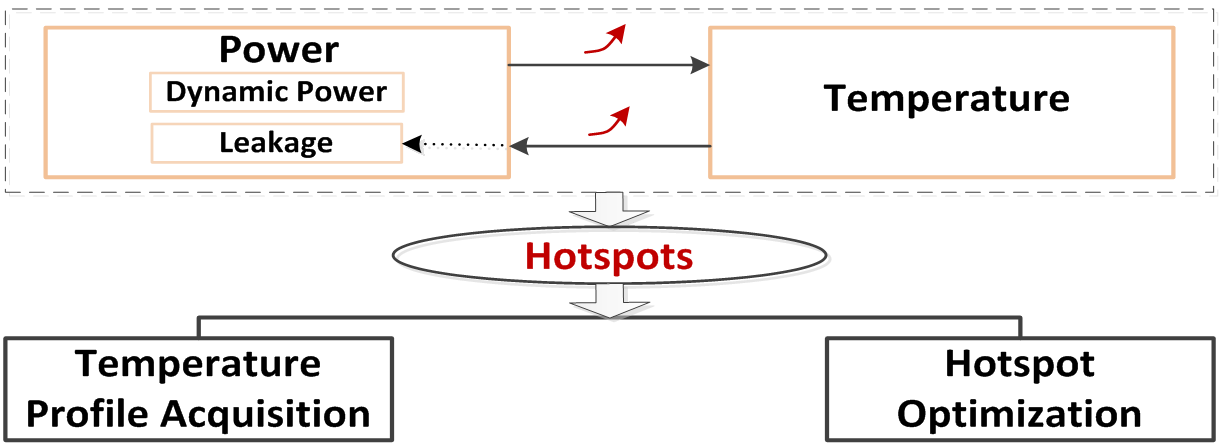 Power
Dynamic Power
Leakage
Temperature
Hotspots
Temperature
Profile Acquisition
Hotspot
Optimization